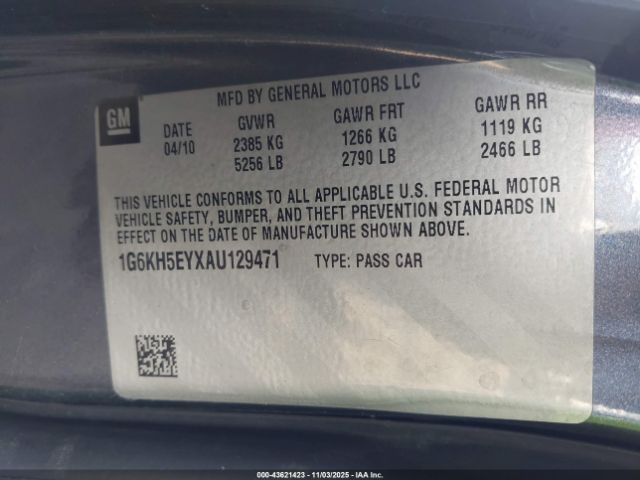 MFD BY GENERAL MOTORS LLC
GM
DATE GVWR GAWR FRT GAWR RR
04/10 2385 KG 1266 KG 1119 KG
5256 LB 2790 LB 2466 LB
THIS VEHICLE CONFORMS TO ALL APPLICABLE U.S. FEDERAL MOTOR
VEHICLE SAFETY, BUMPER, AND THEFT PREVENTION STANDARDS IN
EFFECT ON THE DATE OF MANUFACTURE SHOWN ABOVE.
1G6KH5EYXAU129471 TYPE: PASS CAR
000-43621423 - 11/03/2025 - IAAI.com